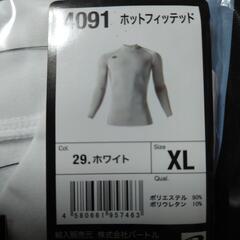 4091 ホットフィッテッド
Col.
29.ホワイト
Size
XL
Qual.
4 580661 957463
ポリエステル 90%
ポリウレタン 10%
輸入販売元 株式会社バートル